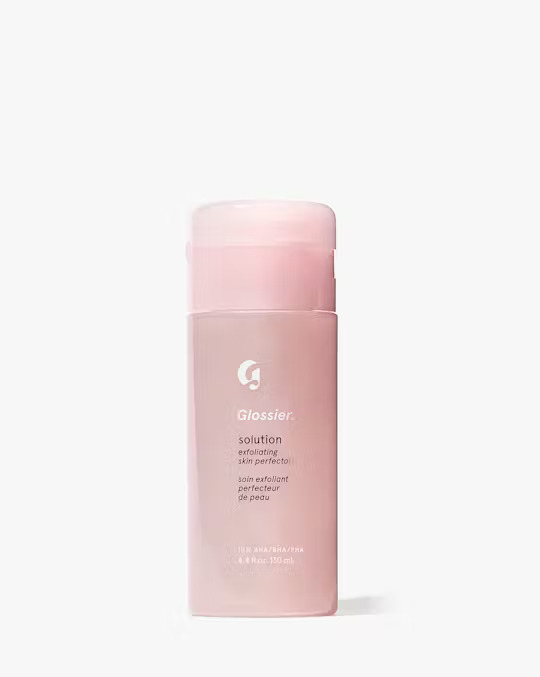 G
Glossier.
solution
exfoliating
skin perfector
soin exfoliant
perfecteur
de peau
10% AHA/BHA/PHA
4.4 fl oz. 130 mL